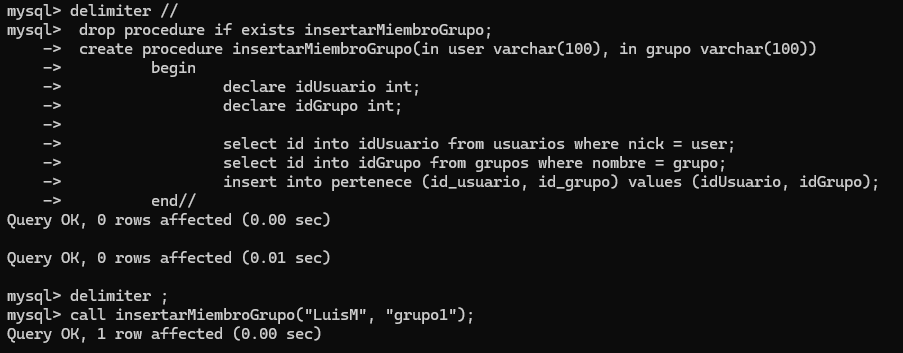 mysql> delimiter //
mysql>  drop procedure if exists insertarMiembroGrupo;
    ->  create procedure insertarMiembroGrupo(in user varchar(100), in grupo varchar(100))
    ->          begin
    ->                  declare idUsuario int;
    ->                  declare idGrupo int;
    ->
    ->                  select id into idUsuario from usuarios where nick = user;
    ->                  select id into idGrupo from grupos where nombre = grupo;
    ->                  insert into pertenece (id_usuario, id_grupo) values (idUsuario, idGrupo);
    ->          end//
Query OK, 0 rows affected (0.00 sec)

Query OK, 0 rows affected (0.01 sec)

mysql> delimiter ;
mysql> call insertarMiembroGrupo("LuisM", "grupo1");
Query OK, 1 row affected (0.00 sec)